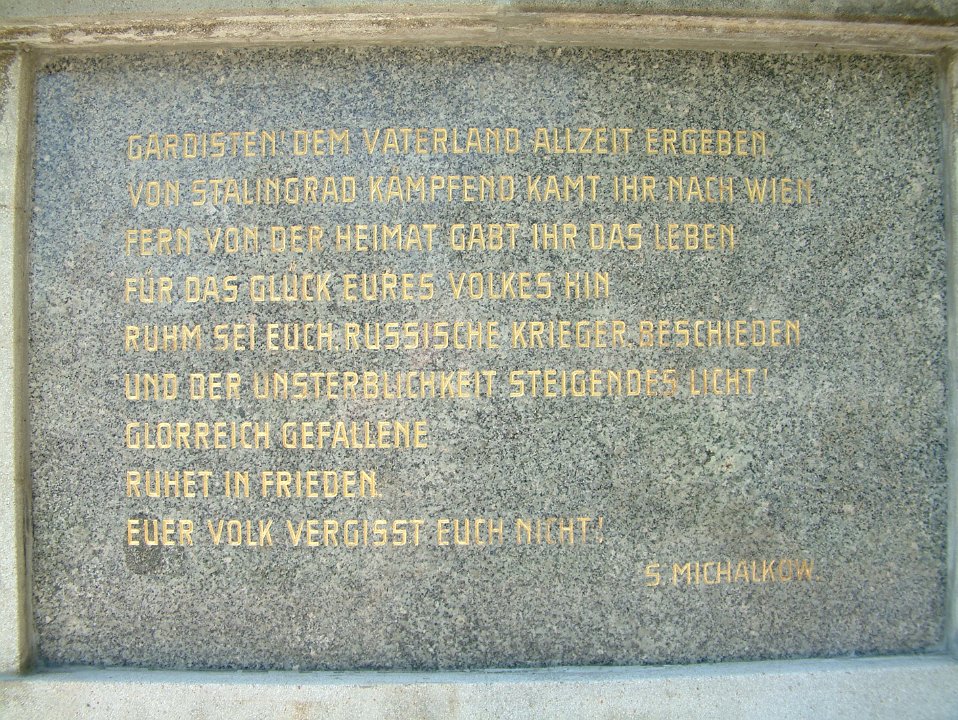 GARDISTEN! DEM VATERLAND ALLZEIT ERGEBEN,
VON STALINGRAD KÄMPFEND KAMT IHR NACH WIEN.
FERN VON DER HEIMAT GABT IHR DAS LEBEN
FÜR DAS GLÜCK EURES VOLKES HIN
RUHM SEI EUCH, RUSSISCHE KRIEGER, BESCHIEDEN
UND DER UNSTERBLICHKEIT STEIGENDES LICHT!
GLORREICH GEFALLENE
RUHET IN FRIEDEN.
EUER VOLK VERGISST EUCH NICHT!
S. MICHALKOW.